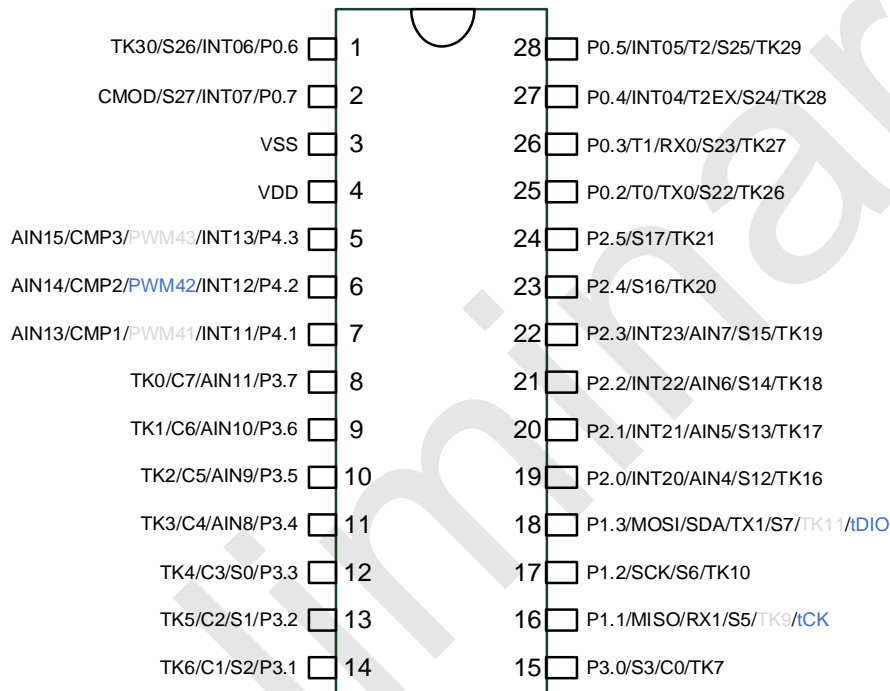 TK30/S26/INT06/P0.6 1 28 P0.5/INT05/T2/S25/TK29
CMOD/S27/INT07/P0.7 2 27 P0.4/INT04/T2EX/S24/TK28
VSS 3 26 P0.3/T1/RX0/S23/TK27
VDD 4 25 P0.2/T0/TX0/S22/TK26
AIN15/CMP3/PWM43/INT13/P4.3 5 24 P2.5/S17/TK21
AIN14/CMP2/PWM42/INT12/P4.2 6 23 P2.4/S16/TK20
AIN13/CMP1/PWM41/INT11/P4.1 7 22 P2.3/INT23/AIN7/S15/TK19
TK0/C7/AIN11/P3.7 8 21 P2.2/INT22/AIN6/S14/TK18
TK1/C6/AIN10/P3.6 9 20 P2.1/INT21/AIN5/S13/TK17
TK2/C5/AIN9/P3.5 10 19 P2.0/INT20/AIN4/S12/TK16
TK3/C4/AIN8/P3.4 11 18 P1.3/MOSI/SDA/TX1/S7/TK11/tDIO
TK4/C3/S0/P3.3 12 17 P1.2/SCK/S6/TK10
TK5/C2/S1/P3.2 13 16 P1.1/MISO/RX1/S5/TK9/tCK
TK6/C1/S2/P3.1 14 15 P3.0/S3/C0/TK7